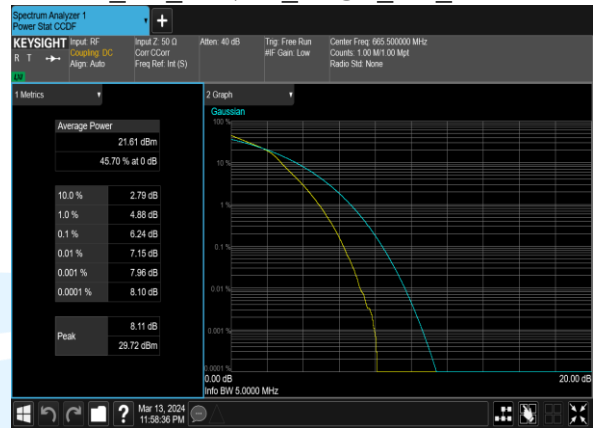 Spectrum Analyzer 1
Power Stat CCDF
+
KEYSIGHT
R T
LXI
Input: RF
Coupling: DC
Align: Auto
Input Z: 50 Ω
Corr CCorr
Freq Ref: Int (S)
Atten: 40 dB
Trig: Free Run
#IF Gain: Low
Center Freq: 665.500000 MHz
Counts: 1.00 M/1.00 Mpt
Radio Std: None
1 Metrics
Average Power
21.61 dBm
45.70 % at 0 dB
10.0 % 2.79 dB
1.0 % 4.88 dB
0.1 % 6.24 dB
0.01 % 7.15 dB
0.001 % 7.96 dB
0.0001 % 8.10 dB
Peak
8.11 dB
29.72 dBm
2 Graph
Gaussian
100 %
10 %
1 %
0.1 %
0.01 %
0.001 %
0.0001 %
0.00 dB 20.00 dB
Info BW 5.0000 MHz
? Mar 13, 2024
11:58:36 PM